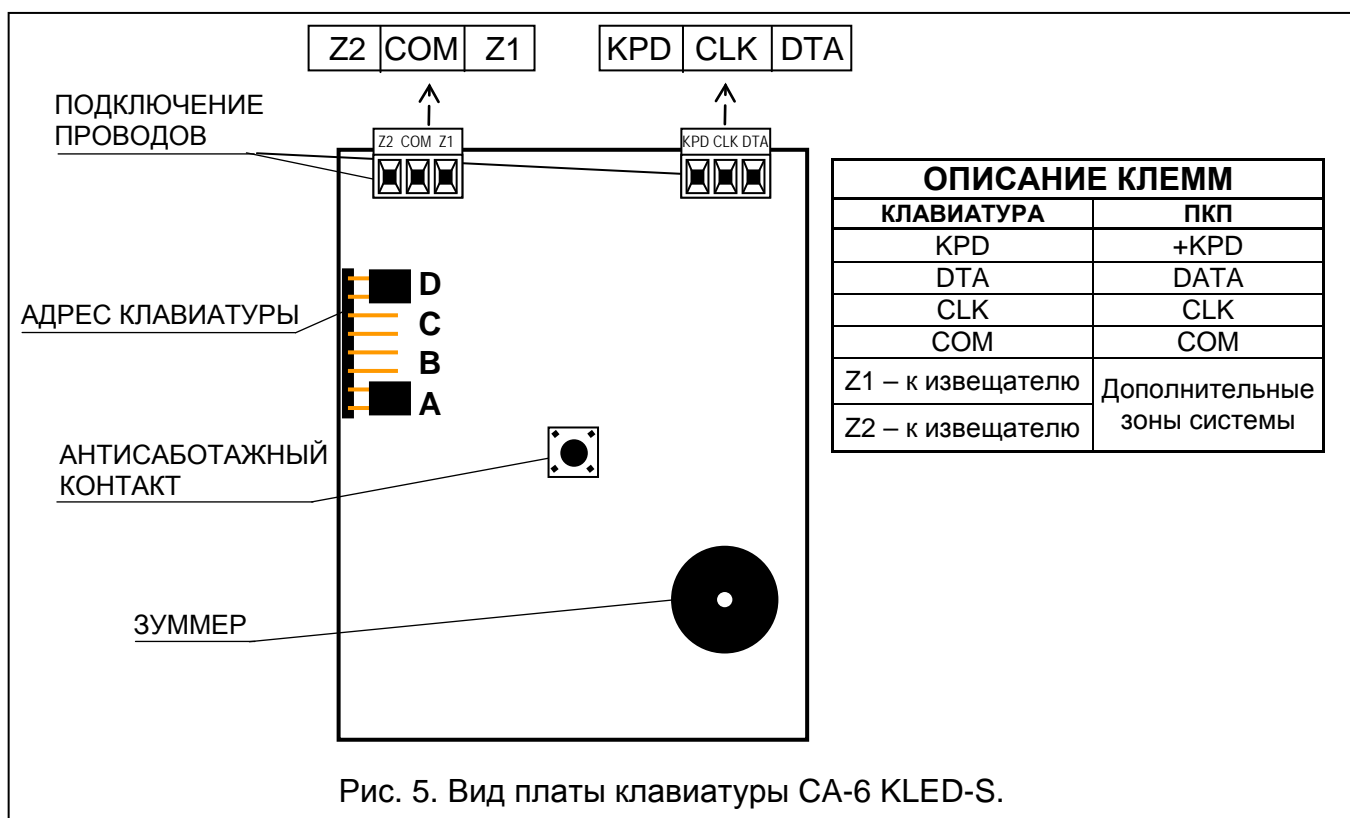 Z2 COM Z1
KPD CLK DTA
ПОДКЛЮЧЕНИЕ
ПРОВОДОВ
Z2 COM Z1
KPD CLK DTA
АДРЕС КЛАВИАТУРЫ
D
C
B
A
АНТИСАБОТАЖНЫЙ
КОНТАКТ
ЗУММЕР
ОПИСАНИЕ КЛЕММ
КЛАВИАТУРА ПКП
KPD +KPD
DTA DATA
CLK CLK
COM COM
Z1 – к извещателю
Z2 – к извещателю
Дополнительные
зоны системы
Рис. 5. Вид платы клавиатуры CA-6 KLED-S.